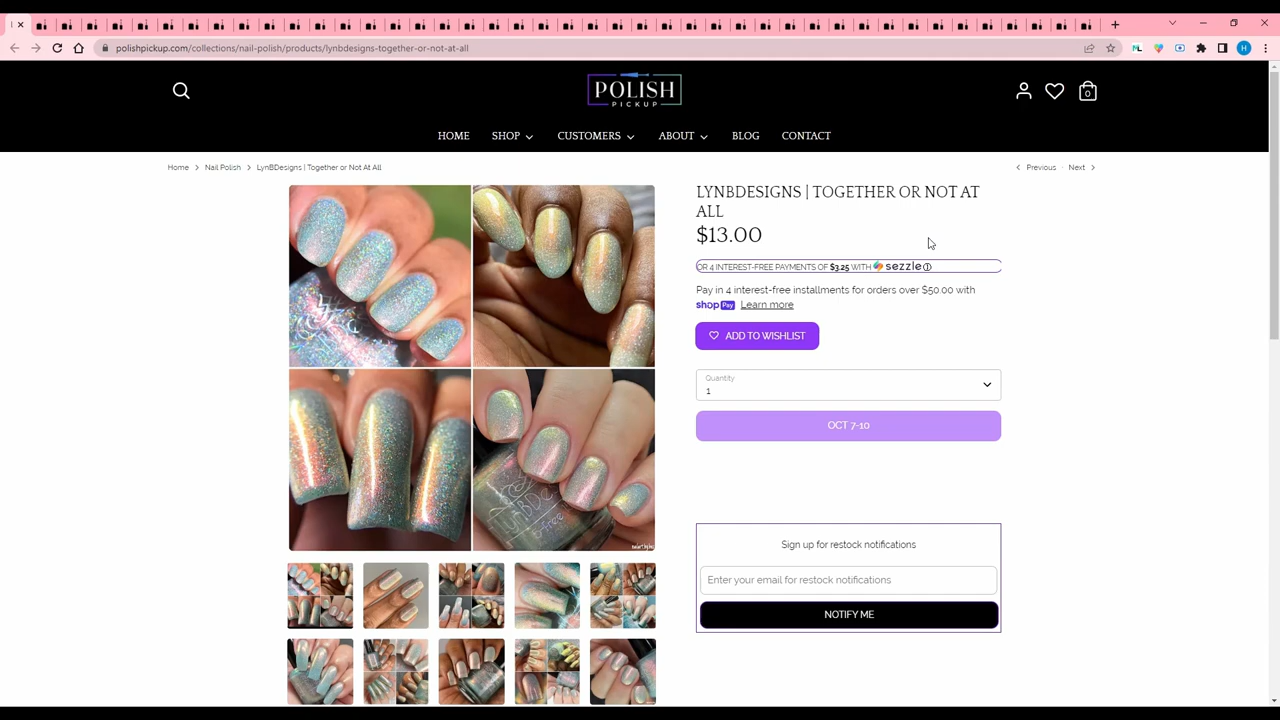 polishpickup.com/collections/nail-polish/products/lynbdesigns-together-or-not-at-all
POLISH
PICKUP
0
HOME SHOP CUSTOMERS ABOUT BLOG CONTACT
Home > Nail Polish > LynBDesigns | Together or Not At All
Previous · Next
LYNBDESIGNS | TOGETHER OR NOT AT
ALL
$13.00
OR 4 INTEREST-FREE PAYMENTS OF $3.25 WITH sezzle
Pay in 4 interest-free installments for orders over $50.00 with
shop Pay Learn more
ADD TO WISHLIST
Quantity
1
OCT 7-10
Sign up for restock notifications
Enter your email for restock notifications
NOTIFY ME